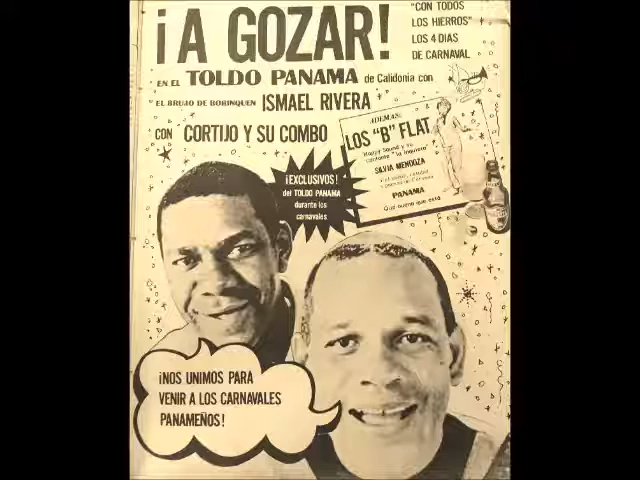 ¡A GOZAR!
"CON TODOS
LOS HIERROS"
LOS 4 DIAS
DE CARNAVAL
EN EL TOLDO PANAMA de Calidonia con
EL BRUJO DE BORINQUEN ISMAEL RIVERA
CON CORTIJO Y SU COMBO
ADEMAS:
LOS "B" FLAT
SILVIA MENDOZA
PANAMA
¡EXCLUSIVOS!
del TOLDO PANAMA
durante los
carnavales
¡NOS UNIMOS PARA
VENIR A LOS CARNAVALES
PANAMEÑOS!